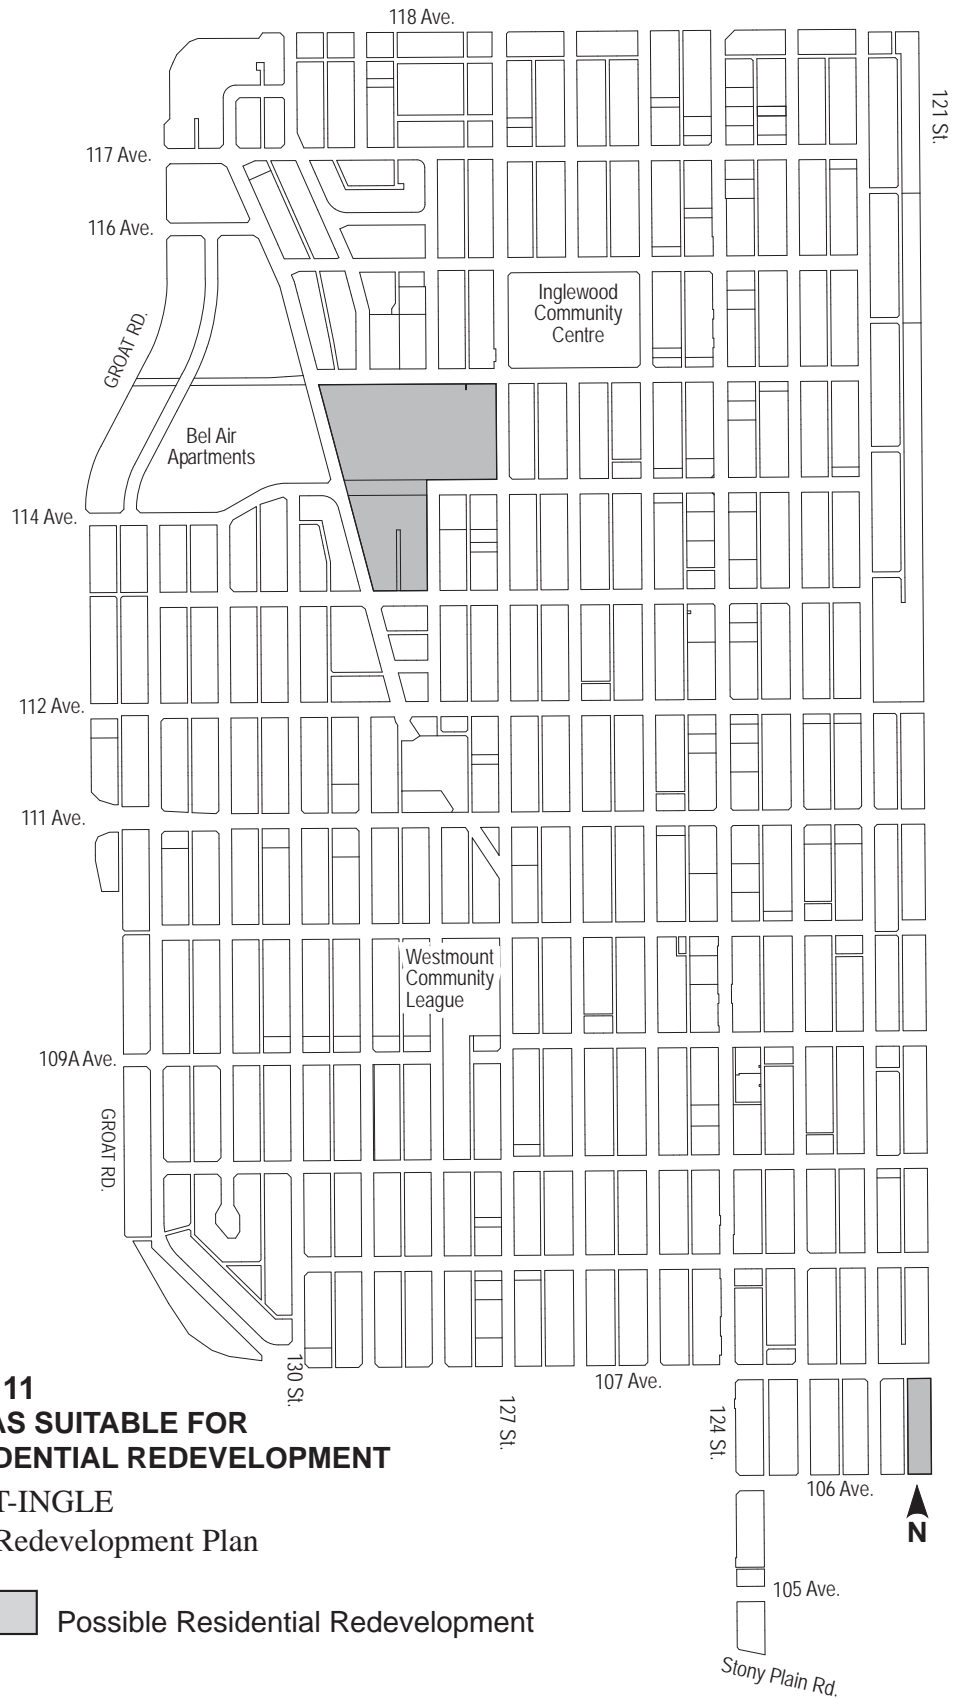 118 Ave.
121 St.
117 Ave.
116 Ave.
Inglewood
Community
Centre
GROAT RD.
Bel Air
Apartments
114 Ave.
112 Ave.
111 Ave.
Westmount
Community
League
109A Ave.
GROAT RD.
130 St.
107 Ave.
127 St.
124 St.
106 Ave.
N
105 Ave.
Stony Plain Rd.
11
AS SUITABLE FOR
DENTIAL REDEVELOPMENT
T-INGLE
Redevelopment Plan
Possible Residential Redevelopment